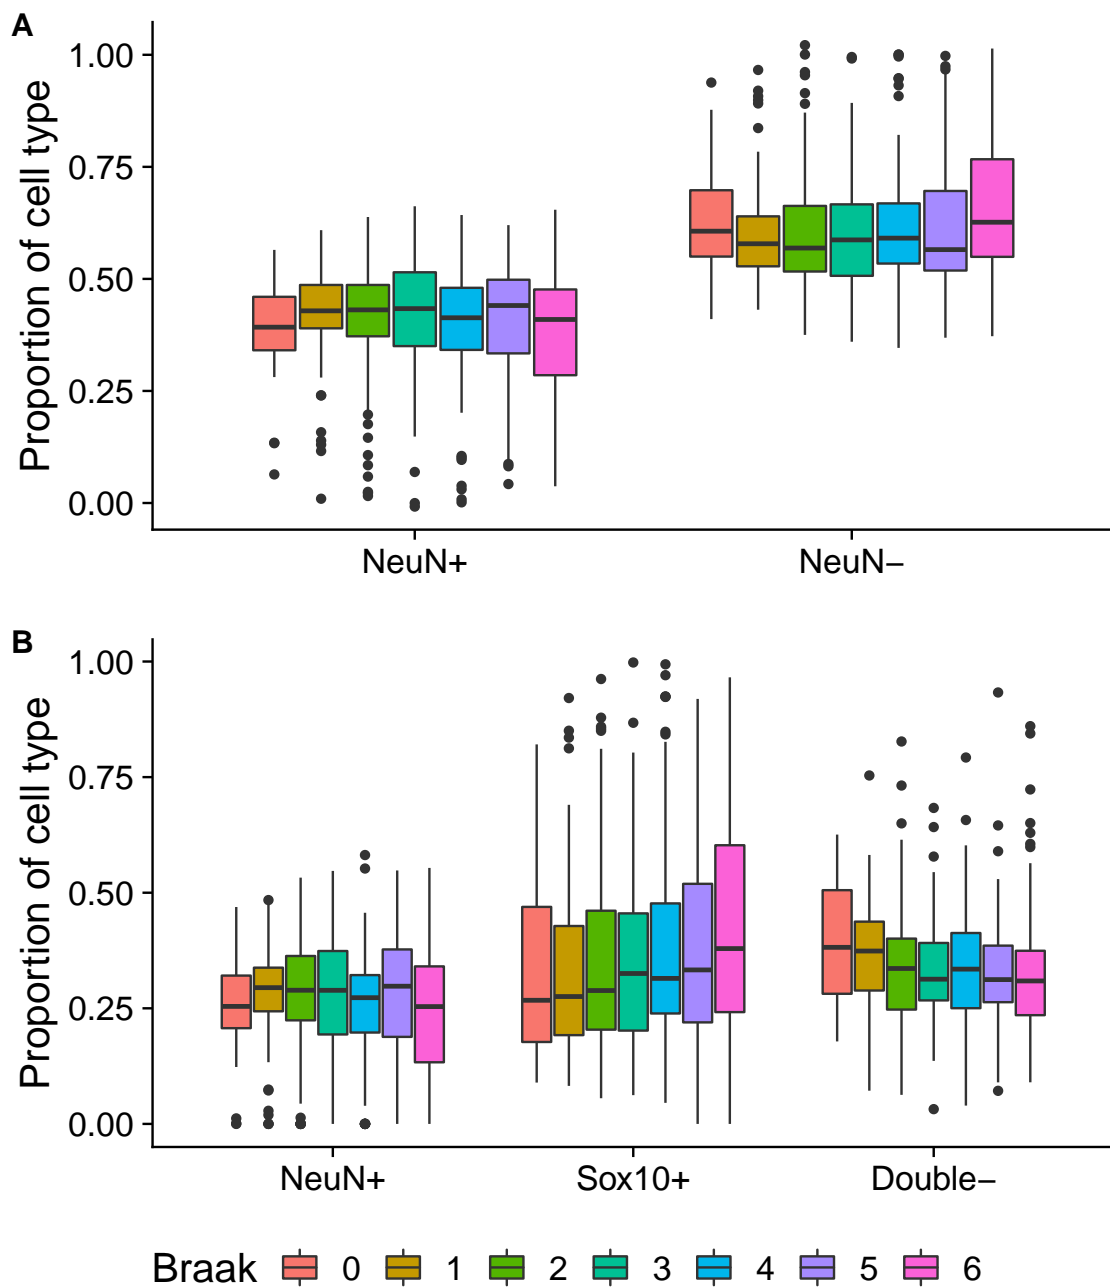 A
Proportion of cell type
1.00
0.75
0.50
0.25
0.00
NeuN+ NeuN−
B
Proportion of cell type
1.00
0.75
0.50
0.25
0.00
NeuN+ Sox10+ Double−
Braak 0 1 2 3 4 5 6